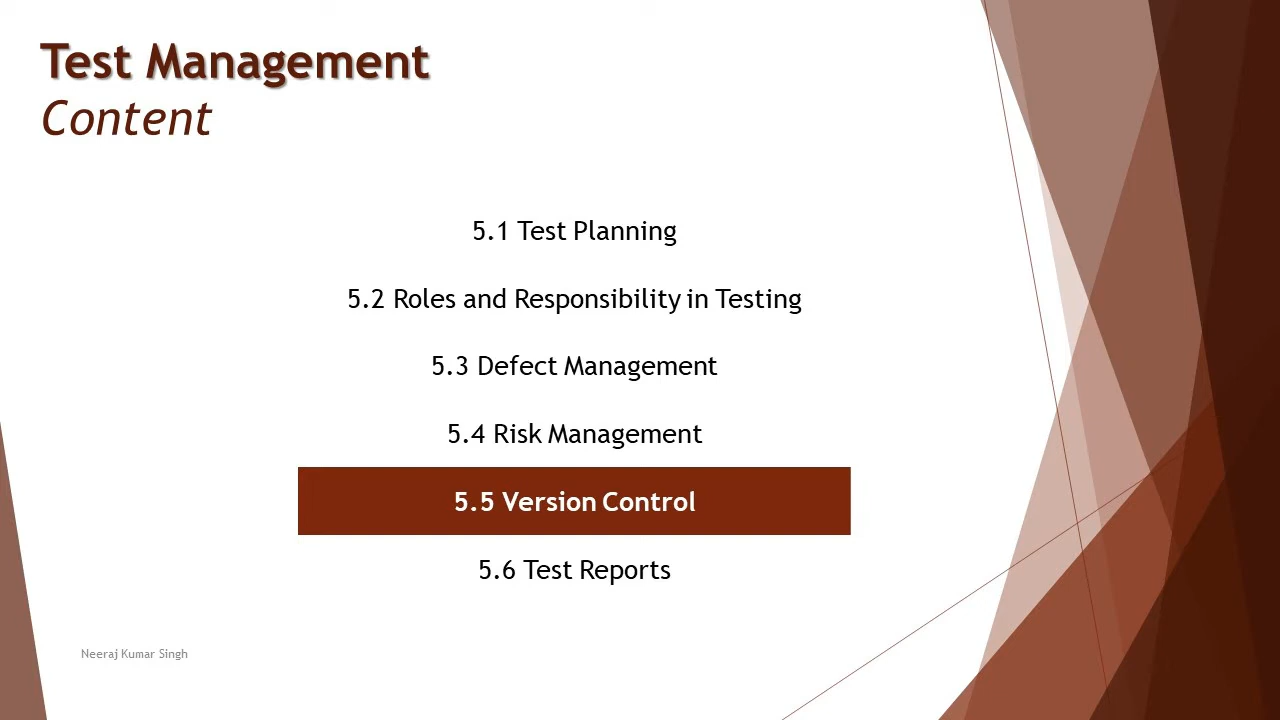 Test Management
Content
5.1 Test Planning
5.2 Roles and Responsibility in Testing
5.3 Defect Management
5.4 Risk Management
5.5 Version Control
5.6 Test Reports
Neeraj Kumar Singh